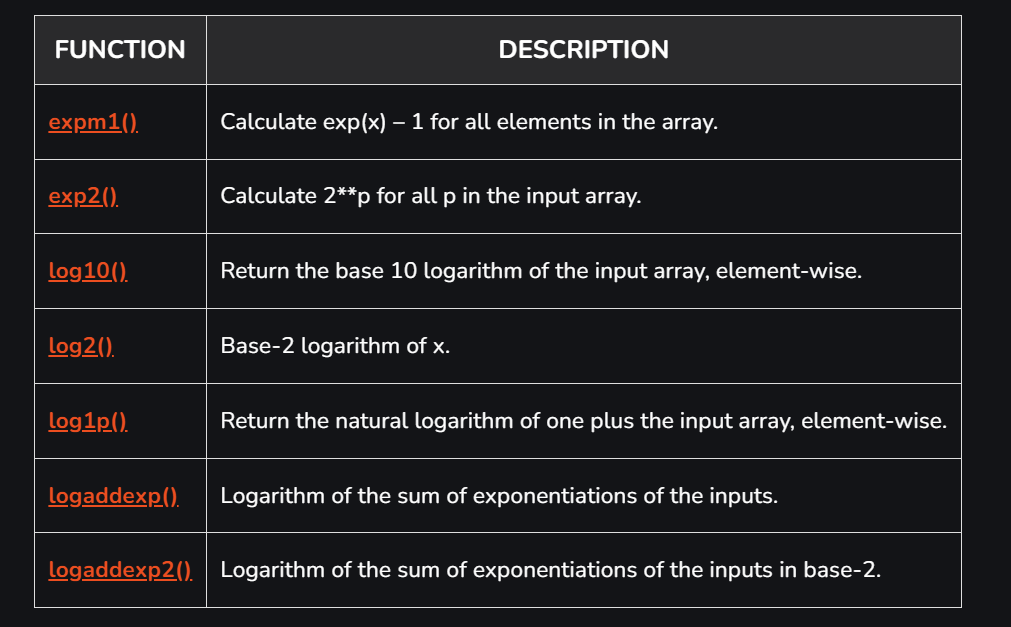 FUNCTION DESCRIPTION
expm1() Calculate exp(x) – 1 for all elements in the array.
exp2() Calculate 2**p for all p in the input array.
log10() Return the base 10 logarithm of the input array, element-wise.
log2() Base-2 logarithm of x.
log1p() Return the natural logarithm of one plus the input array, element-wise.
logaddexp() Logarithm of the sum of exponentiations of the inputs.
logaddexp2() Logarithm of the sum of exponentiations of the inputs in base-2.